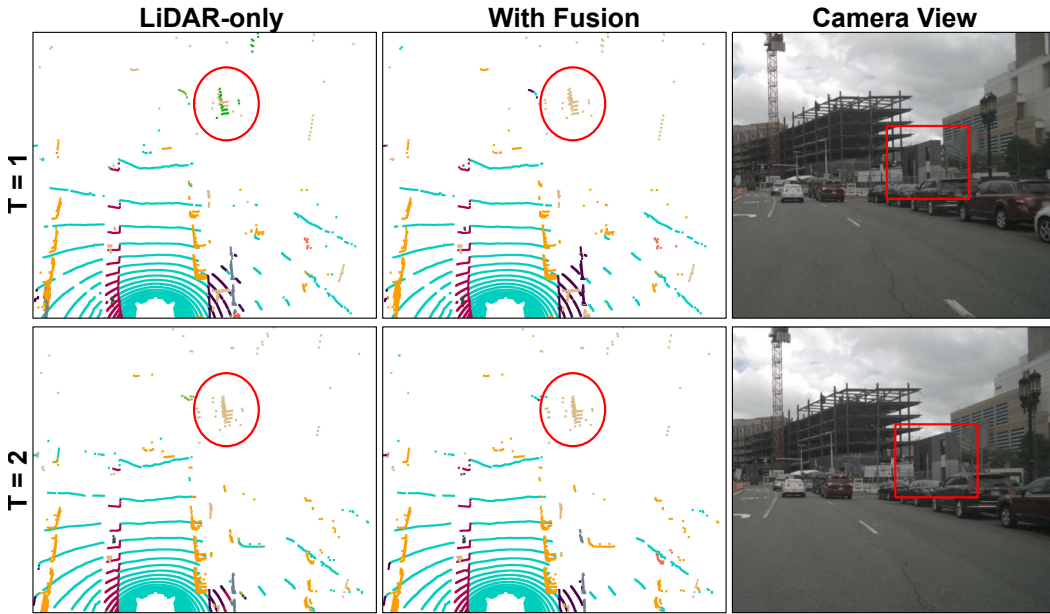 LiDAR-only With Fusion Camera View
T = 1
T = 2